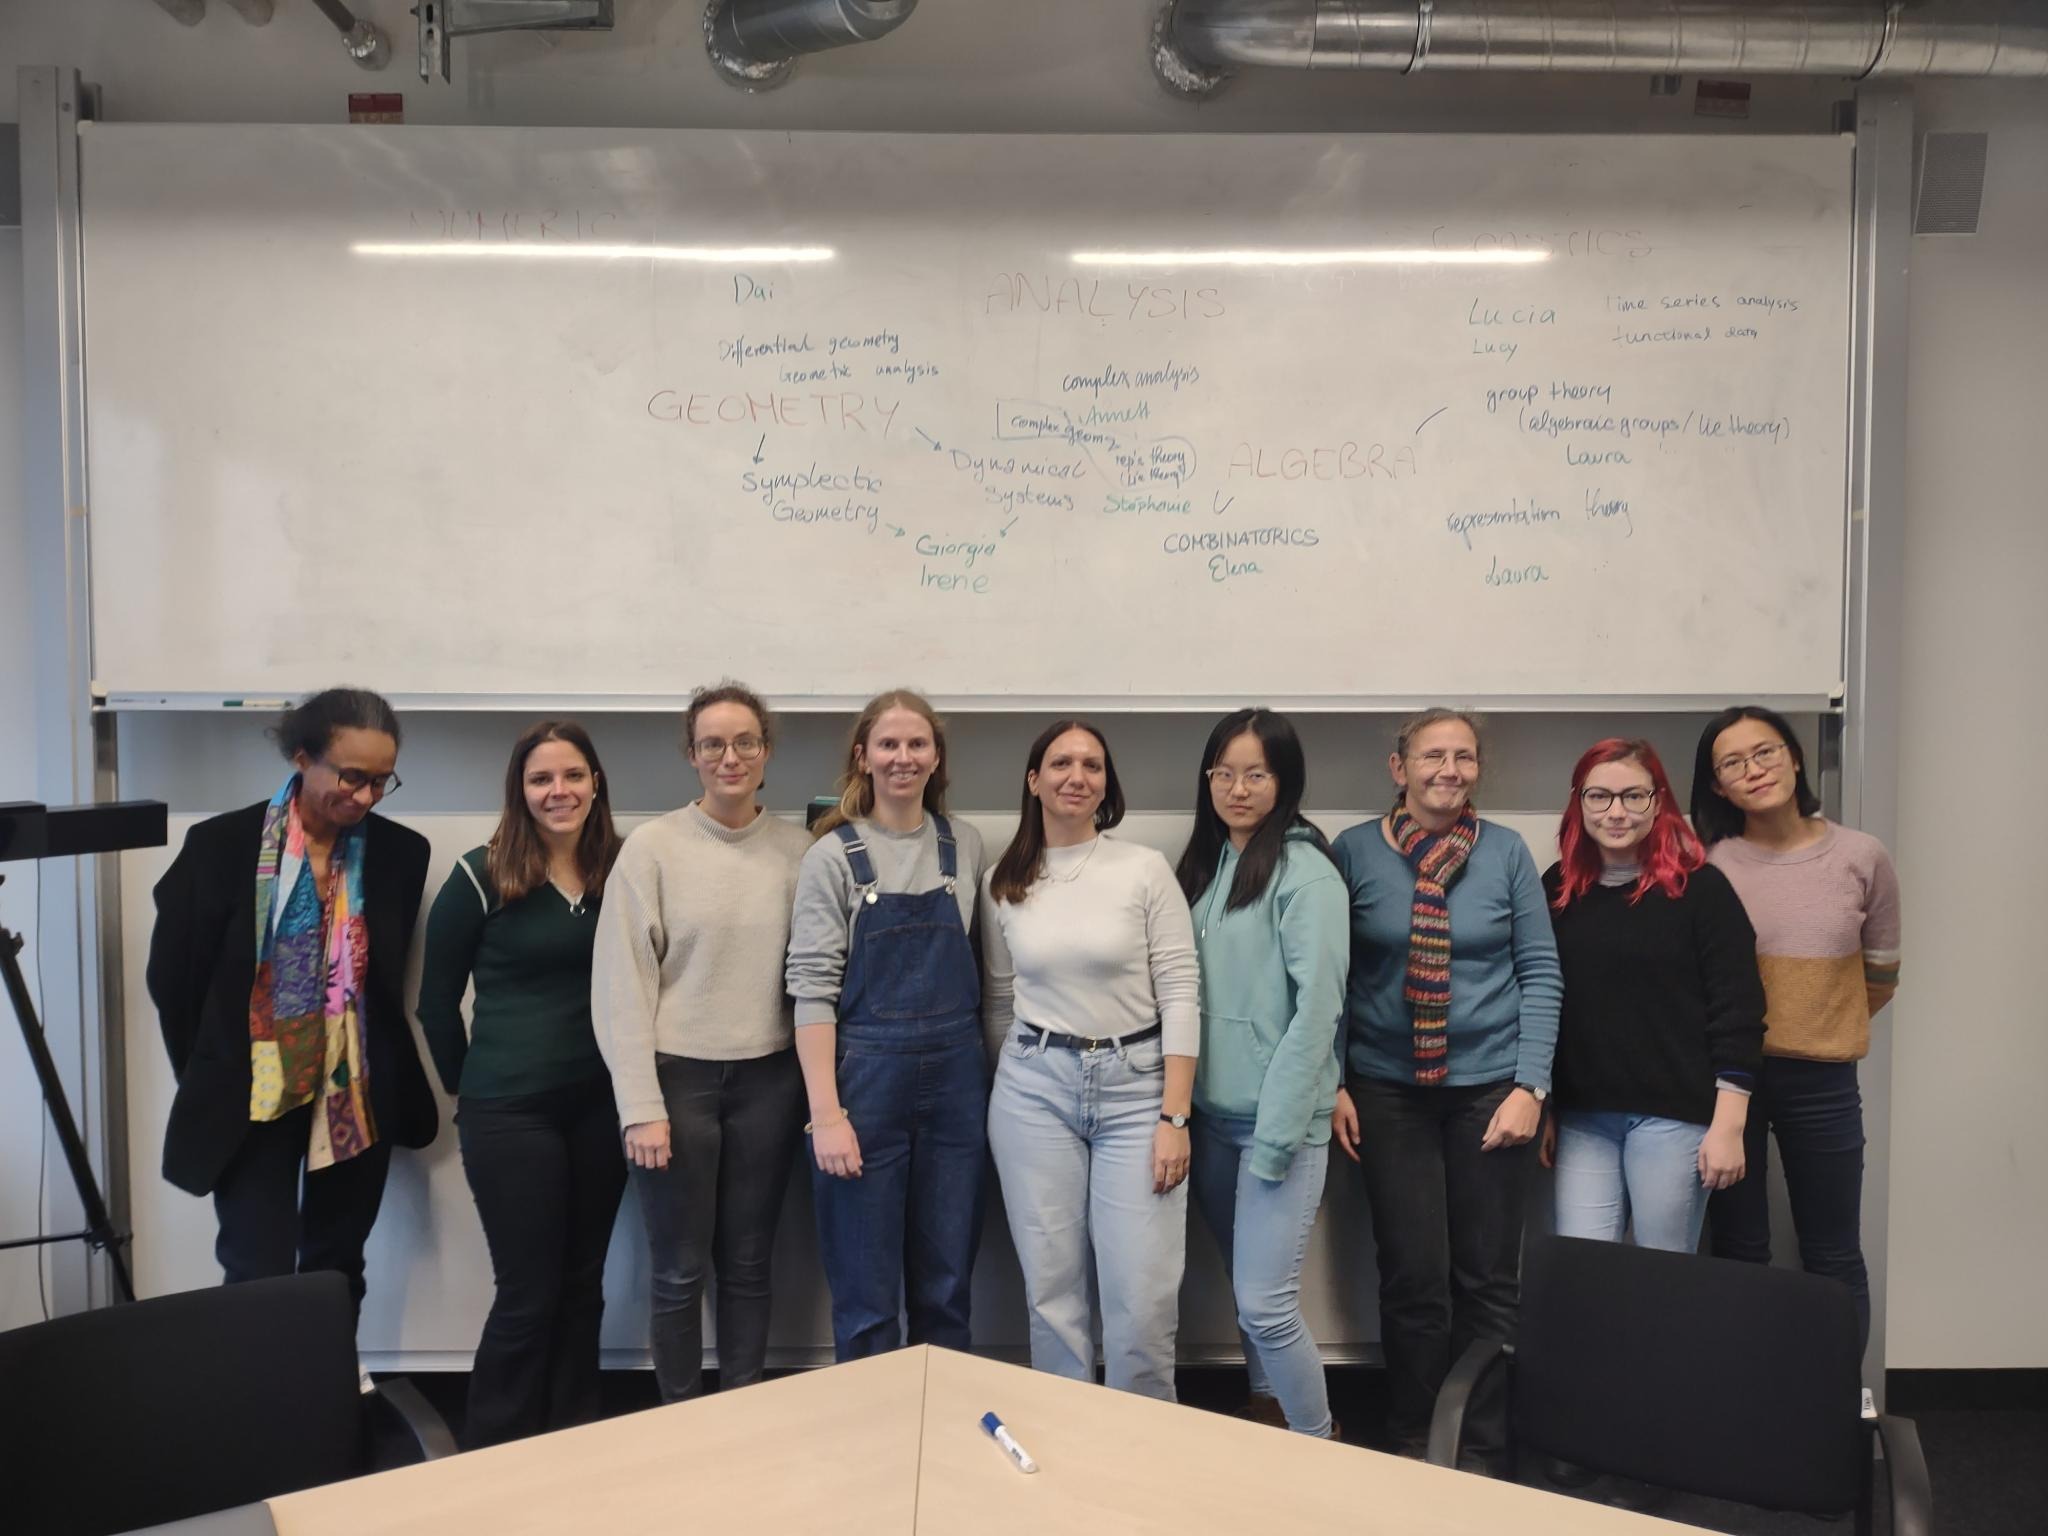 NUMERIC
Dai
ANALYSIS
Differential geometry
Geometric analysis
GEOMETRY
Symplectic
Geometry
Dynamical
Systems
Giorgia
Irene
complex analysis
Annett
complex geom
rep'n theory
(Lie theory)
Stéphanie
ALGEBRA
COMBINATORICS
Elena
Lucia
Lucy
Time series analysis
functional data
group theory
(algebraic groups / Lie theory)
Laura
representation theory
Laura